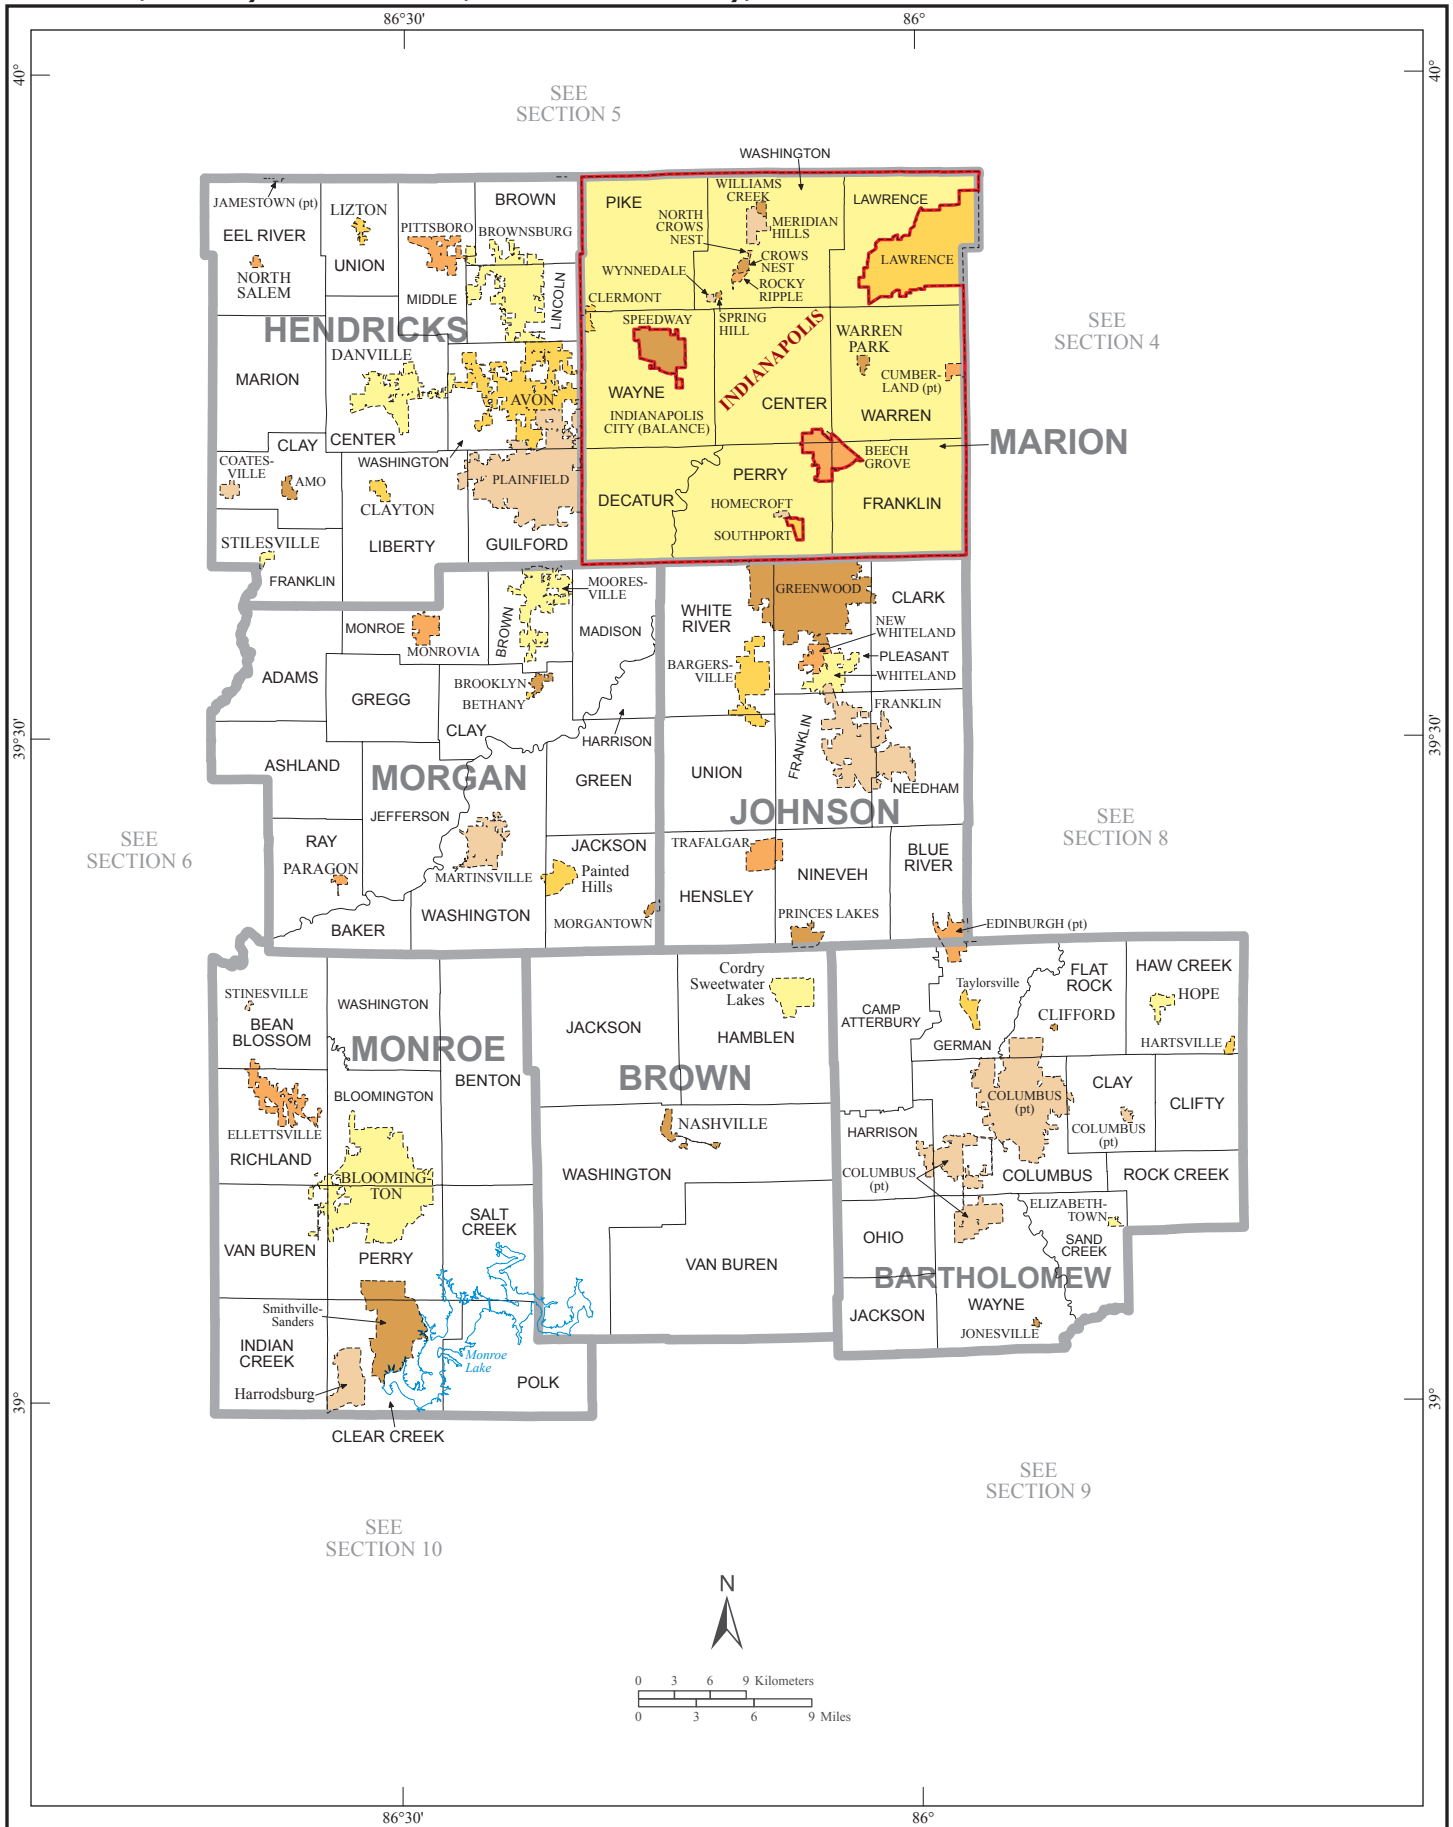 86°30'
86°
40°
40°
SEE
SECTION 5
WASHINGTON
JAMESTOWN (pt)
EEL RIVER
NORTH
SALEM
LIZTON
UNION
PITTSBORO
MIDDLE
BROWN
BROWNSBURG
LINCOLN
HENDRICKS
MARION
DANVILLE
AVON
CLAY
CENTER
WASHINGTON
COATES-
VILLE
AMO
CLAYTON
PLAINFIELD
STILESVILLE
LIBERTY
GUILFORD
FRANKLIN
PIKE
WILLIAMS
CREEK
NORTH
CROWS
NEST
MERIDIAN
HILLS
CROWS
NEST
WYNNEDALE
ROCKY
RIPPLE
LAWRENCE
LAWRENCE
CLERMONT
SPEEDWAY
SPRING
HILL
INDIANAPOLIS
WARREN
PARK
CUMBER-
LAND (pt)
WAYNE
CENTER
WARREN
INDIANAPOLIS
CITY (BALANCE)
MARION
BEECH
GROVE
PERRY
DECATUR
HOMECROFT
FRANKLIN
SOUTHPORT
SEE
SECTION 4
MONROE
MONROVIA
BROWN
MOORES-
VILLE
MADISON
ADAMS
GREGG
BROOKLYN
BETHANY
CLAY
HARRISON
ASHLAND
MORGAN
GREEN
JEFFERSON
RAY
PARAGON
MARTINSVILLE
JACKSON
Painted
Hills
MORGANTOWN
BAKER
WASHINGTON
WHITE
RIVER
GREENWOOD
CLARK
NEW
WHITELAND
PLEASANT
WHITELAND
BARGERS-
VILLE
FRANKLIN
FRANKLIN
UNION
NEEDHAM
JOHNSON
TRAFALGAR
NINEVEH
BLUE
RIVER
HENSLEY
PRINCES LAKES
EDINBURGH (pt)
39°30'
39°30'
SEE
SECTION 6
SEE
SECTION 8
STINESVILLE
BEAN
BLOSSOM
WASHINGTON
MONROE
BENTON
BLOOMINGTON
ELLETTSVILLE
RICHLAND
BLOOMING-
TON
SALT
CREEK
VAN BUREN
PERRY
Smithville-
Sanders
INDIAN
CREEK
Harrodsburg
Monroe
Lake
POLK
CLEAR CREEK
JACKSON
Cordry
Sweetwater
Lakes
HAMBLEN
BROWN
NASHVILLE
WASHINGTON
VAN BUREN
CAMP
ATTERBURY
Taylorsville
FLAT
ROCK
HAW CREEK
HOPE
CLIFFORD
GERMAN
HARTSVILLE
COLUMBUS
(pt)
CLAY
CLIFTY
COLUMBUS
(pt)
HARRISON
COLUMBUS
(pt)
COLUMBUS
ROCK CREEK
ELIZABETH-
TOWN
OHIO
SAND
CREEK
BARTHOLOMEW
WAYNE
JACKSON
JONESVILLE
39°
39°
SEE
SECTION 9
SEE
SECTION 10
N
0 3 6 9 Kilometers
0 3 6 9 Miles
86°30'
86°